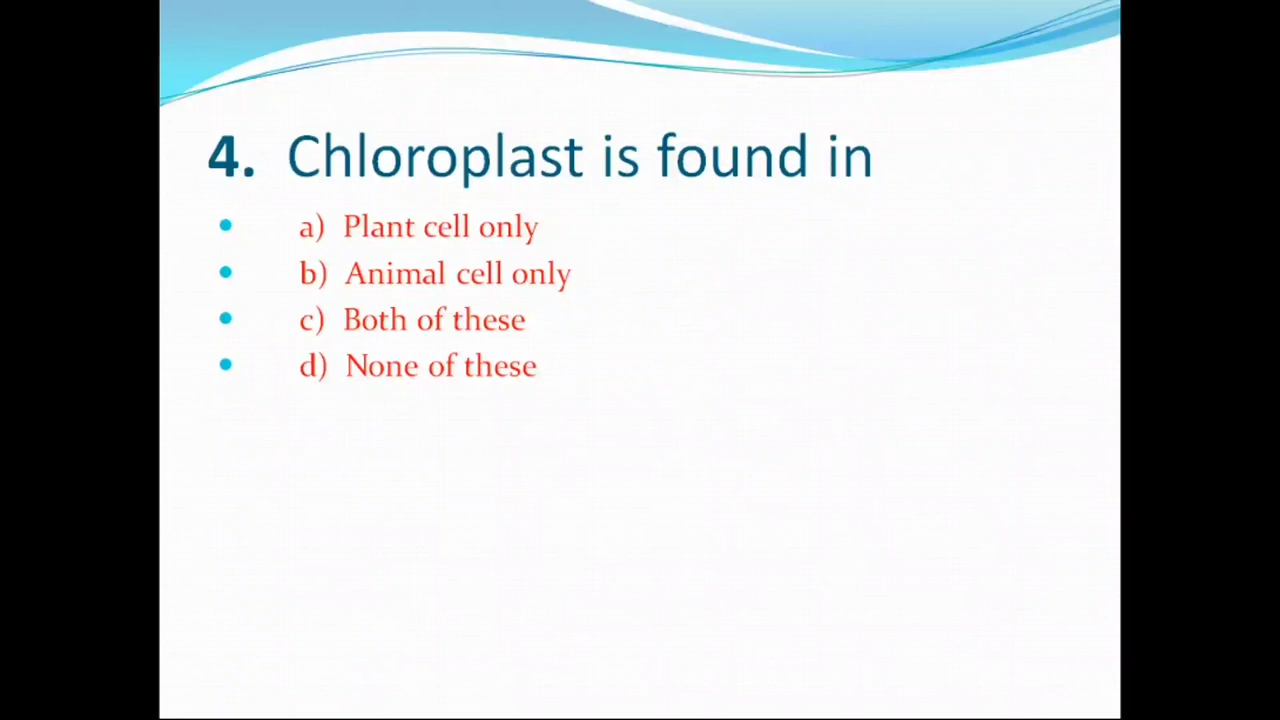 4. Chloroplast is found in
• a) Plant cell only
• b) Animal cell only
• c) Both of these
• d) None of these